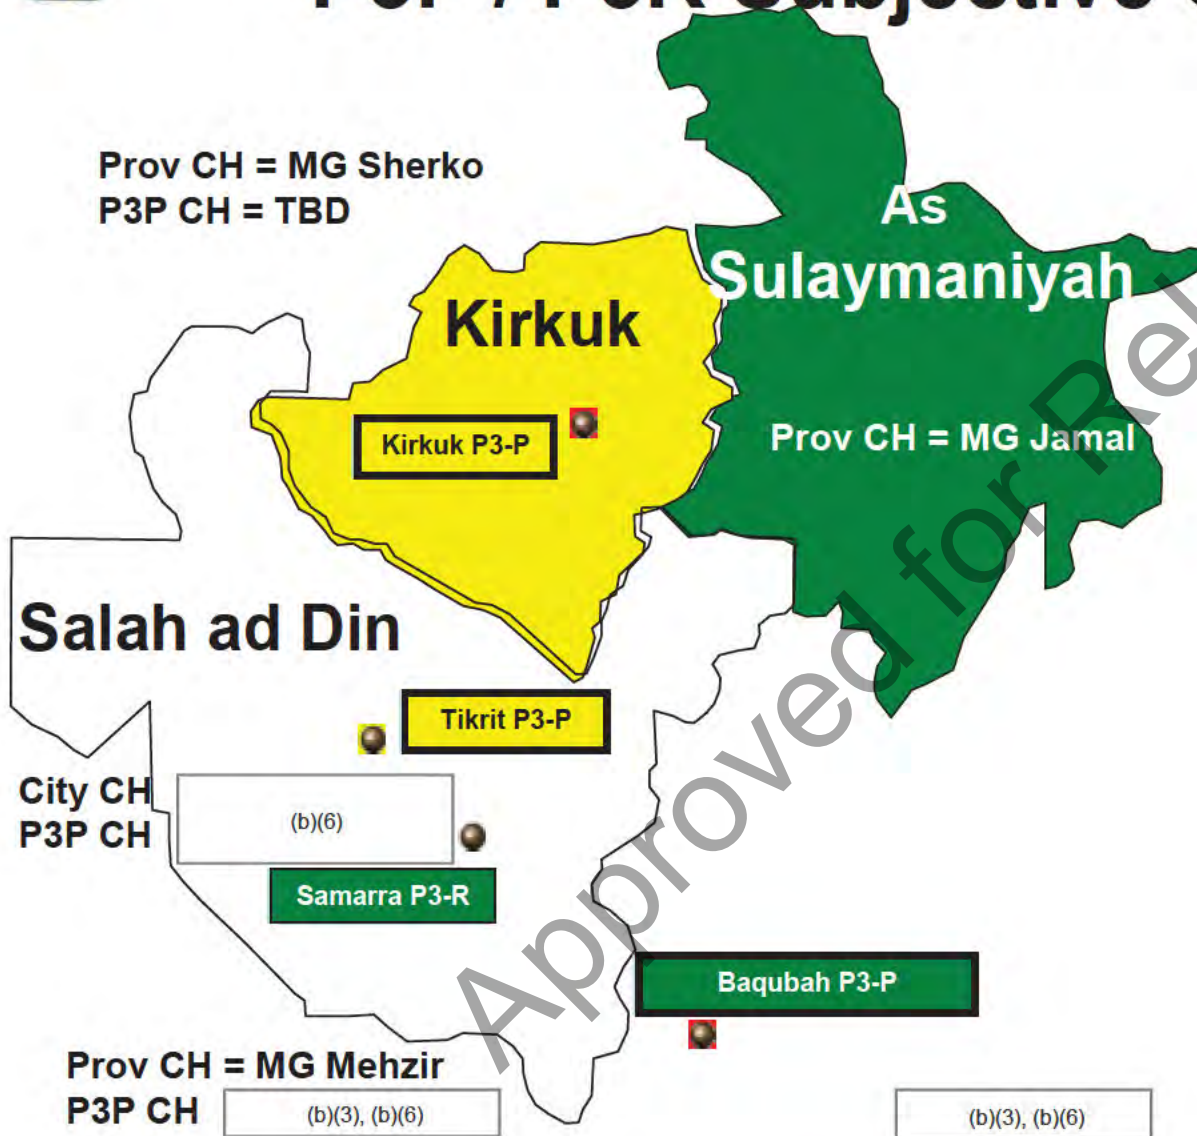 Prov CH = MG Sherko
P3P CH = TBD
As
Sulaymaniyah
Kirkuk
Kirkuk P3-P
Prov CH = MG Jamal
Salah ad Din
Tikrit P3-P
City CH
P3P CH
(b)(6)
Samarra P3-R
Baqubah P3-P
Prov CH = MG Mehzir
P3P CH
(b)(3), (b)(6)
(b)(3), (b)(6)
Approved for